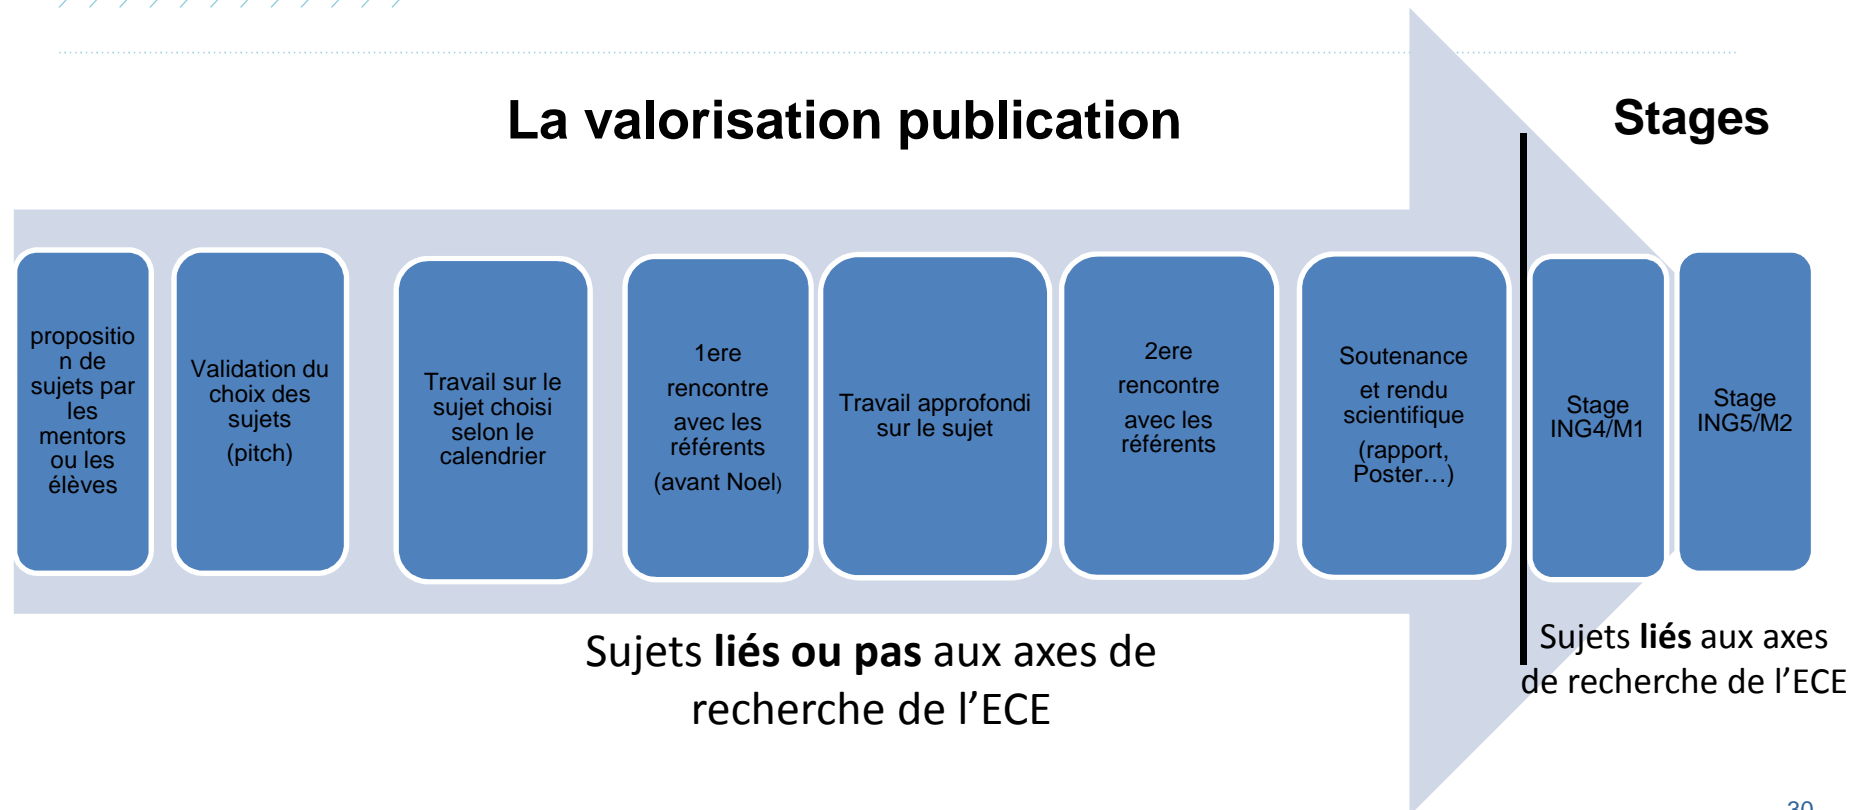 La valorisation publication
Stages
propositio
n de
sujets par
les
mentors
ou les
élèves
Validation du
choix des
sujets
(pitch)
Travail sur le
sujet choisi
selon le
calendrier
1ere
rencontre
avec les
référents
(avant Noel)
Travail approfondi
sur le sujet
2ere
rencontre
avec les
référents
Soutenance
et rendu
scientifique
(rapport,
Poster…)
Stage
ING4/M1
Stage
ING5/M2
Sujets liés ou pas aux axes de
recherche de l’ECE
Sujets liés aux axes
de recherche de l’ECE
30